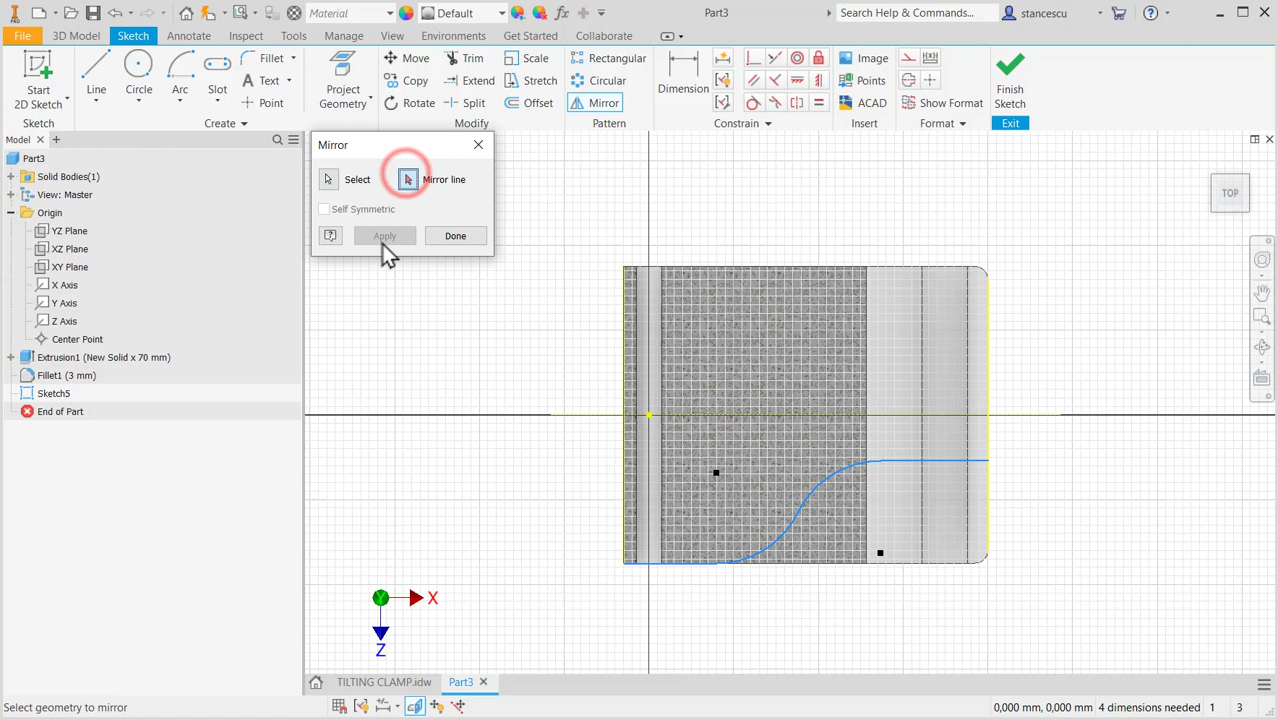 PRO
Material
Default
fx
Part3
Search Help & Commands...
stancescu
File
3D Model
Sketch
Annotate
Inspect
Tools
Manage
View
Environments
Get Started
Collaborate
Start
2D Sketch
Line
Circle
Arc
Slot
Fillet
Text
Point
Project
Geometry
Move
Copy
Rotate
Trim
Extend
Split
Scale
Stretch
Offset
Rectangular
Circular
Mirror
Dimension
Image
Points
ACAD
Show Format
Finish
Sketch
Sketch
Create
Modify
Pattern
Constrain
Insert
Format
Exit
Model
Part3
Solid Bodies(1)
View: Master
Origin
YZ Plane
XZ Plane
XY Plane
X Axis
Y Axis
Z Axis
Center Point
Extrusion1 (New Solid x 70 mm)
Fillet1 (3 mm)
Sketch5
End of Part
Mirror
Select
Mirror line
Self Symmetric
Apply
Done
TOP
X
Y
Z
TILTING CLAMP.idw
Part3
Select geometry to mirror
0,000 mm, 0,000 mm
4 dimensions needed
1
3